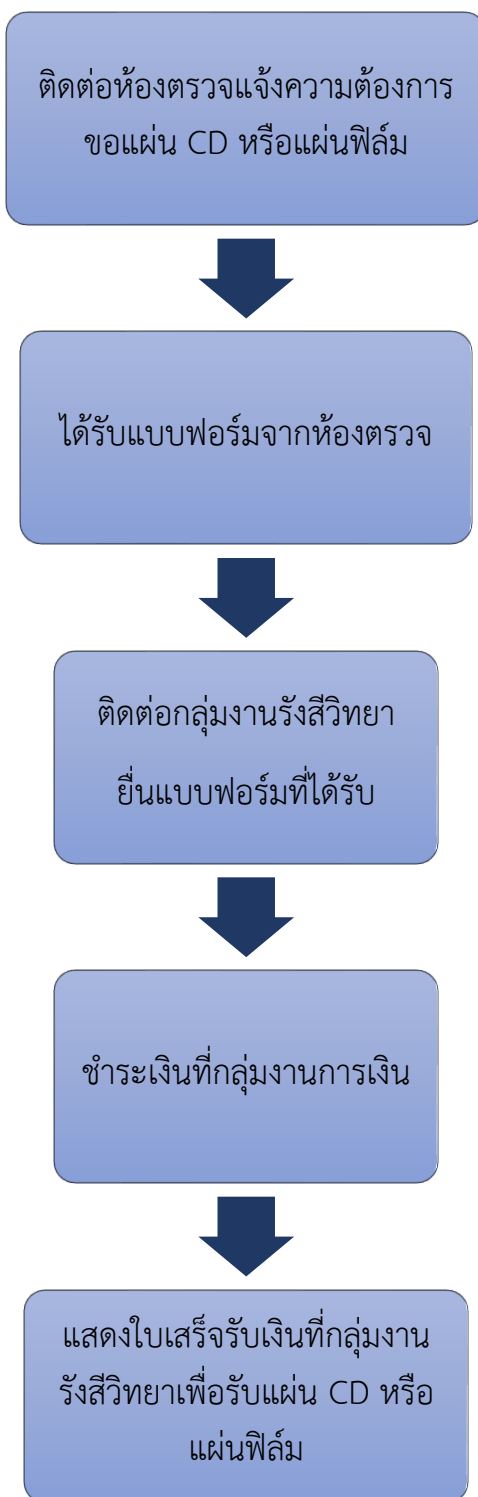 ติดต่อห้องตรวจแจ้งความต้องการ
ขอแผ่น CD หรือแผ่นฟิล์ม
ได้รับแบบฟอร์มจากห้องตรวจ
ติดต่อกลุ่มงานรังสีวิทยา
ยื่นแบบฟอร์มที่ได้รับ
ชำระเงินที่กลุ่มงานการเงิน
แสดงใบเสร็จรับเงินที่กลุ่มงาน
รังสีวิทยาเพื่อรับแผ่น CD หรือ
แผ่นฟิล์ม